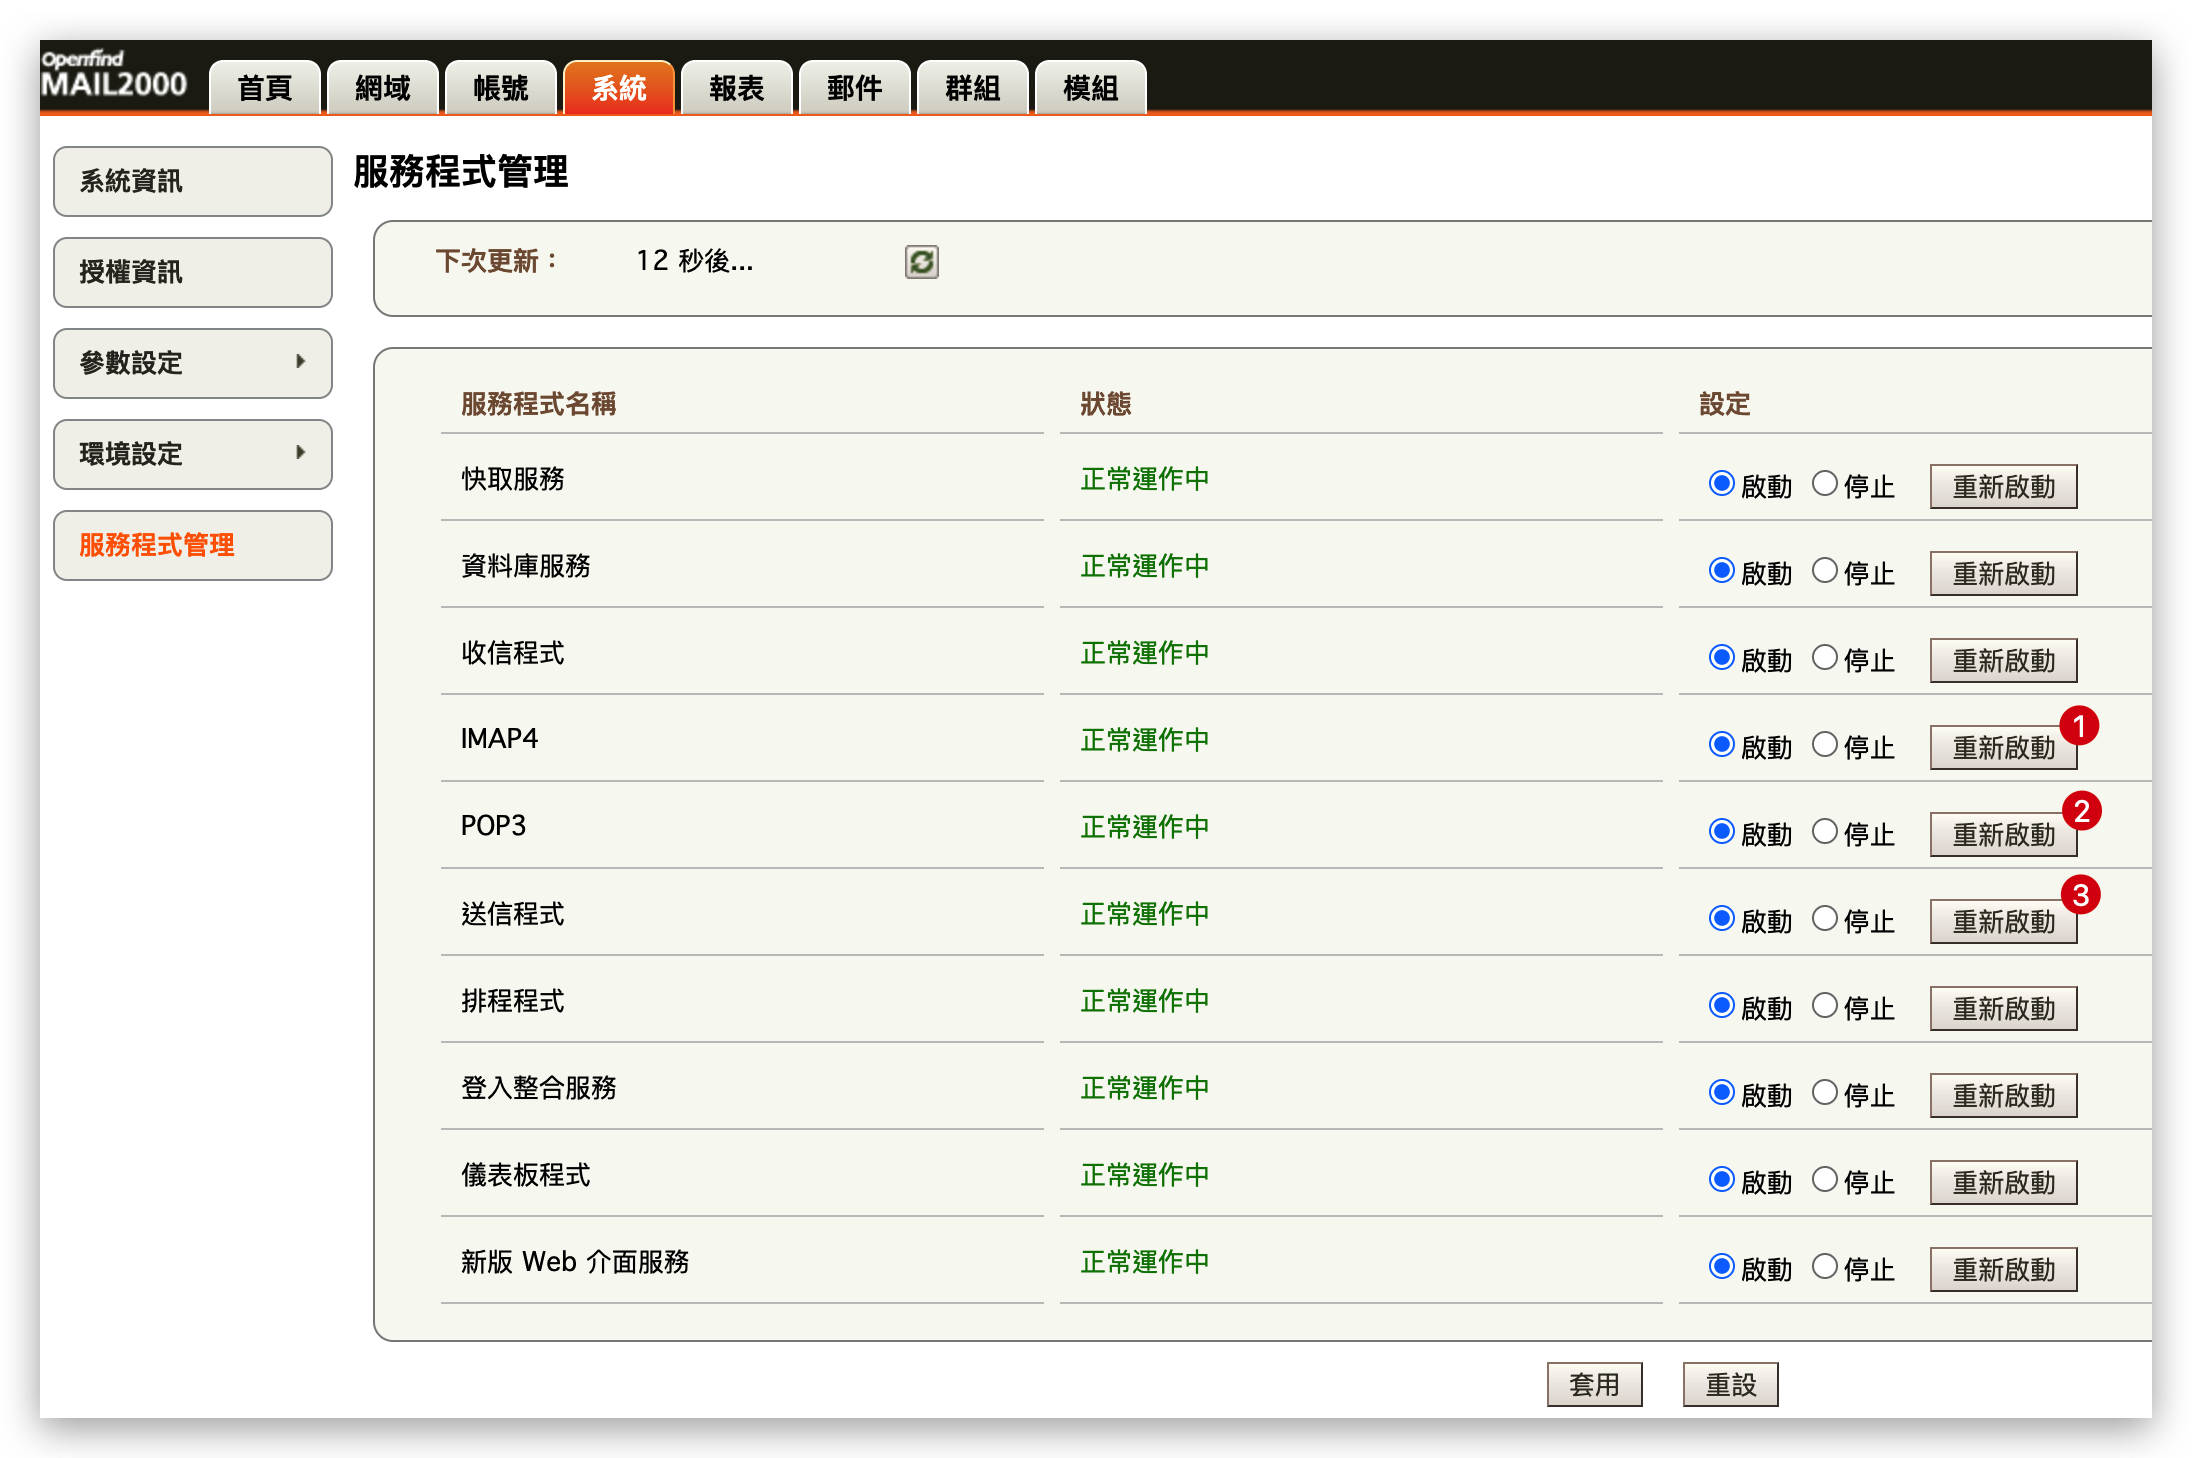 Openfind
MAIL2000
首頁 網域 帳號 系統 報表 郵件 群組 模組
系統資訊
授權資訊
參數設定
環境設定
服務程式管理
服務程式管理
下次更新： 12 秒後...
服務程式名稱 狀態 設定
快取服務 正常運作中 啟動 停止 重新啟動
資料庫服務 正常運作中 啟動 停止 重新啟動
收信程式 正常運作中 啟動 停止 重新啟動
IMAP4 正常運作中 啟動 停止 重新啟動 1
POP3 正常運作中 啟動 停止 重新啟動 2
送信程式 正常運作中 啟動 停止 重新啟動 3
排程程式 正常運作中 啟動 停止 重新啟動
登入整合服務 正常運作中 啟動 停止 重新啟動
儀表板程式 正常運作中 啟動 停止 重新啟動
新版 Web 介面服務 正常運作中 啟動 停止 重新啟動
套用 重設